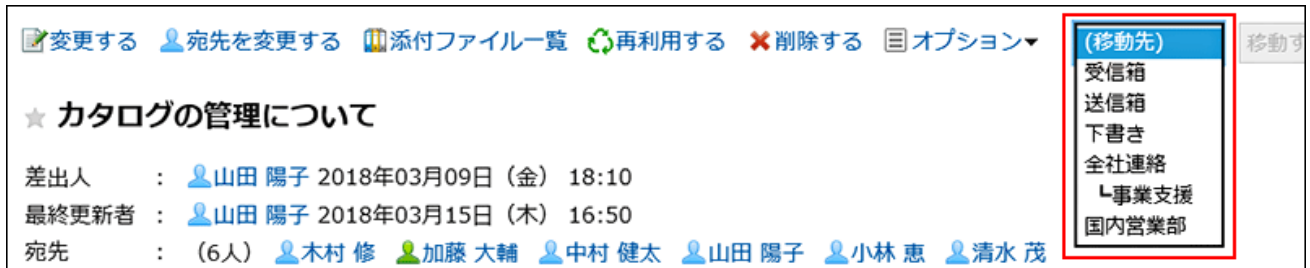 変更する 宛先を変更する 添付ファイル一覧 再利用する 削除する オプション▾ (移動先) 移動す
受信箱
送信箱
下書き
全社連絡
┗事業支援
国内営業部
カタログの管理について
差出人 : 山田 陽子 2018年03月09日（金） 18:10
最終更新者 : 山田 陽子 2018年03月15日（木） 16:50
宛先 : （6人） 木村 修 加藤 大輔 中村 健太 山田 陽子 小林 恵 清水 茂